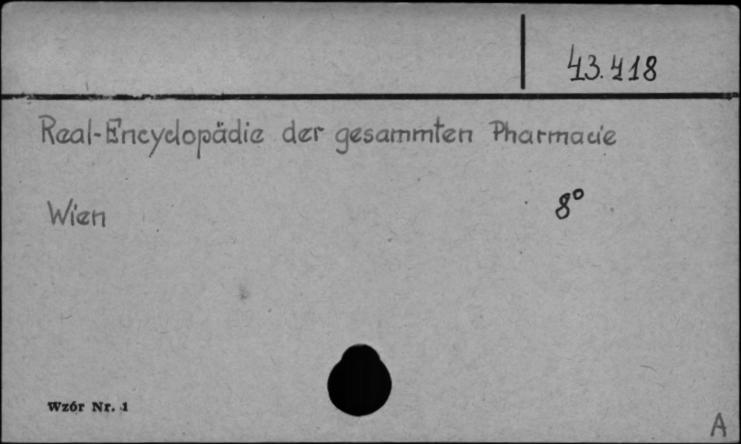 43.418
Real-Encyclopädie der gesammten Pharmacie
Wien 8°
Wzór Nr. 1
A